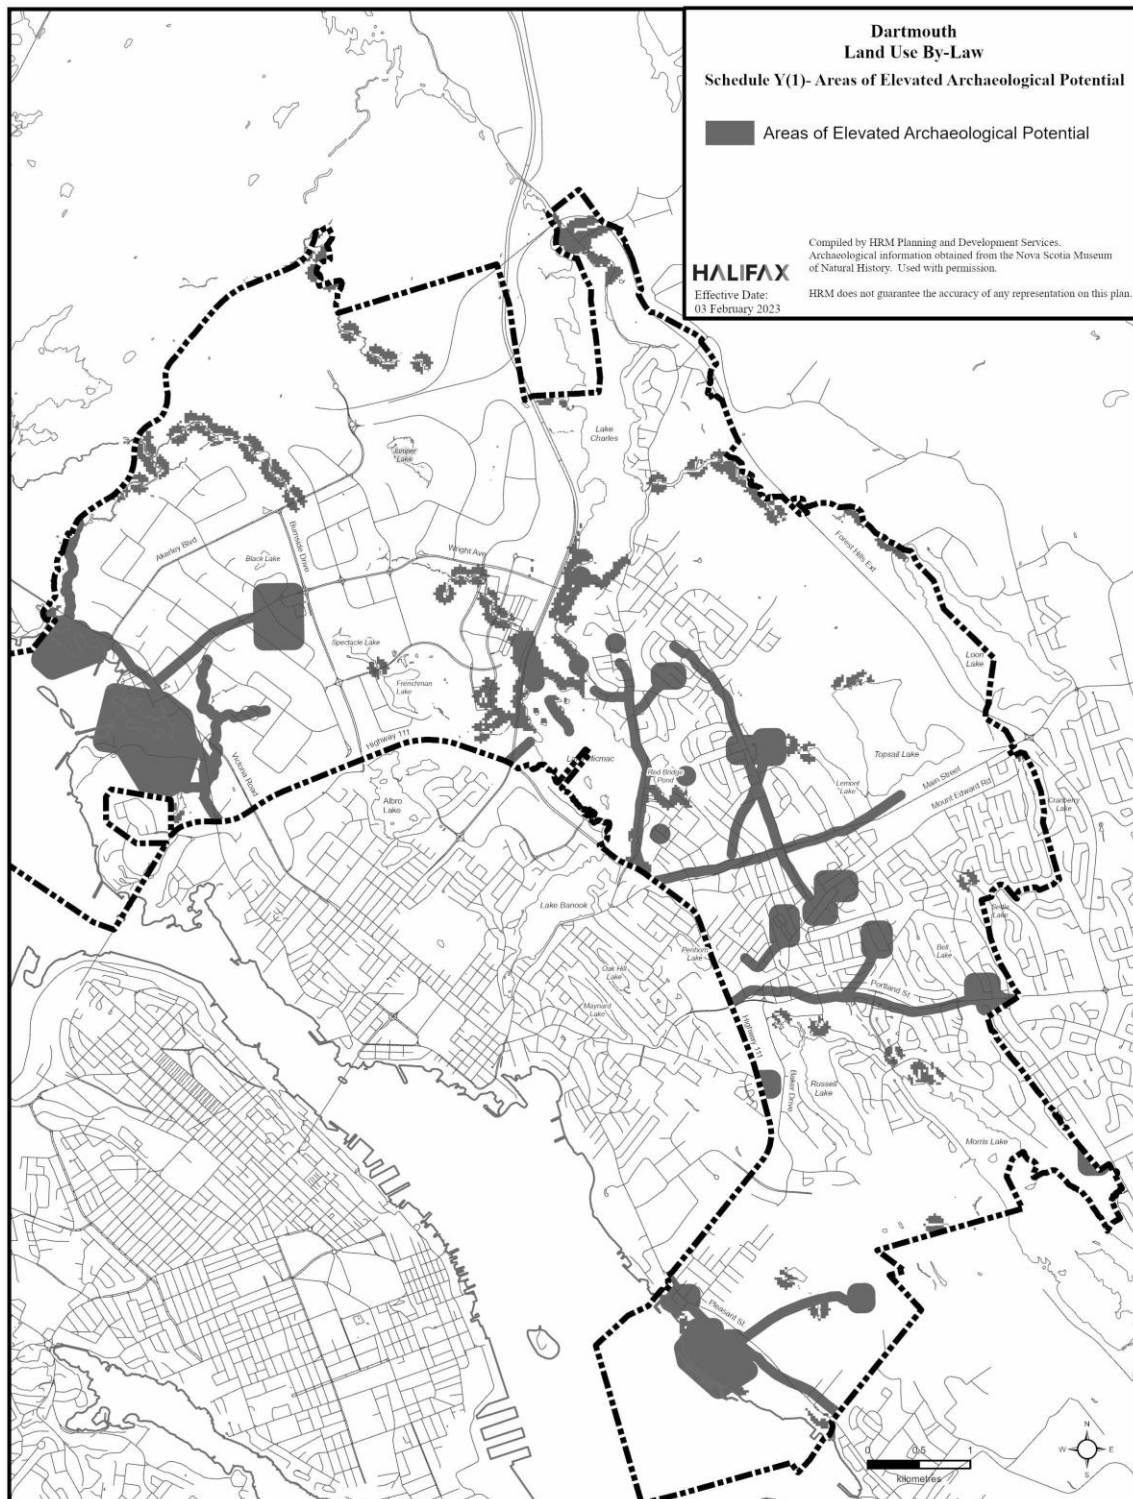 Dartmouth
Land Use By-Law
Schedule Y(1)- Areas of Elevated Archaeological Potential
Areas of Elevated Archaeological Potential
Compiled by HRM Planning and Development Services.
Archaeological information obtained from the Nova Scotia Museum
of Natural History. Used with permission.
HALIFAX
HRM does not guarantee the accuracy of any representation on this plan.
Effective Date:
03 February 2023
Lake
Charles
Juniper
Lake
Akerley Blvd
Burnside Drive
Wright Ave
Black Lake
Forest Hills Ext
Spectacle Lake
Frenchman
Lake
Loon
Lake
Highway 111
Victoria Road
Topsail Lake
Red Bridge
Pond
Lemont
Lake
Main Street
Mount Edward Rd
Cranberry
Lake
Albro
Lake
Lake Banook
Settle
Lake
Penhorn
Lake
Bell
Lake
Oak Hill
Lake
Maynard
Lake
Portland St
Highway 111
Baker Drive
Russell
Lake
Morris Lake
Pleasant St
N
W
E
S
0
0.5
1
kilometres